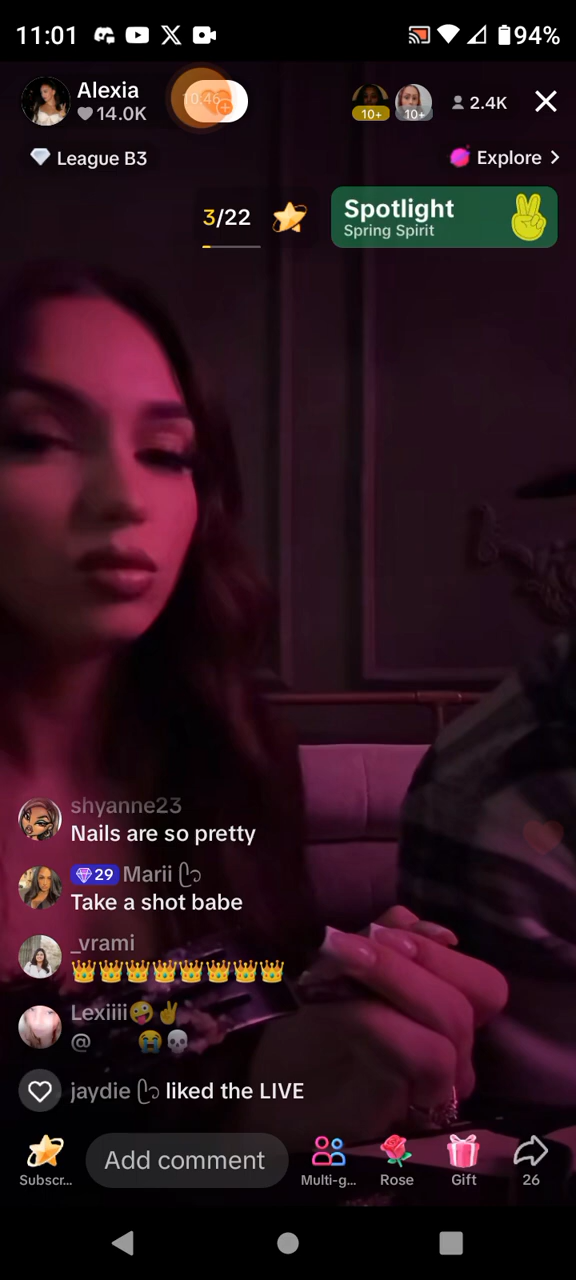 11:01
94%
Alexia
14.0K
10:46
10+
10+
2.4K
League B3
Explore >
3/22
Spotlight
Spring Spirit
shyanne23
Nails are so pretty
29 Marii
Take a shot babe
_vrami
👑👑👑👑👑👑👑👑
Lexiiii🤪✌️
@ 😭💀
jaydie liked the LIVE
Subscr...
Add comment
Multi-g...
Rose
Gift
26